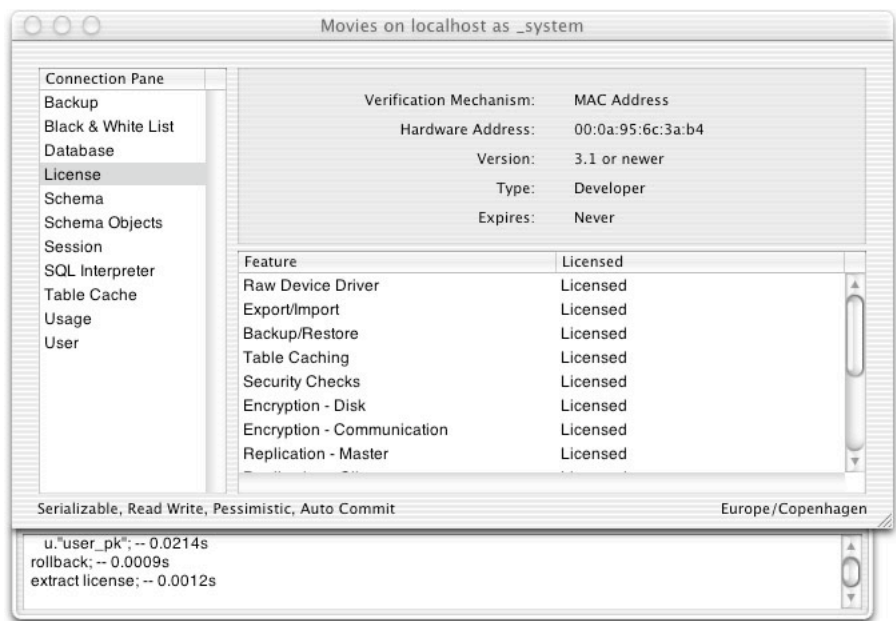 Movies on localhost as _system
Connection Pane
Backup
Black & White List
Database
License
Schema
Schema Objects
Session
SQL Interpreter
Table Cache
Usage
User
Verification Mechanism: MAC Address
Hardware Address: 00:0a:95:6c:3a:b4
Version: 3.1 or newer
Type: Developer
Expires: Never
Feature Licensed
Raw Device Driver Licensed
Export/Import Licensed
Backup/Restore Licensed
Table Caching Licensed
Security Checks Licensed
Encryption - Disk Licensed
Encryption - Communication Licensed
Replication - Master Licensed
Serializable, Read Write, Pessimistic, Auto Commit Europe/Copenhagen
u."user_pk"; -- 0.0214s
rollback; -- 0.0009s
extract license; -- 0.0012s